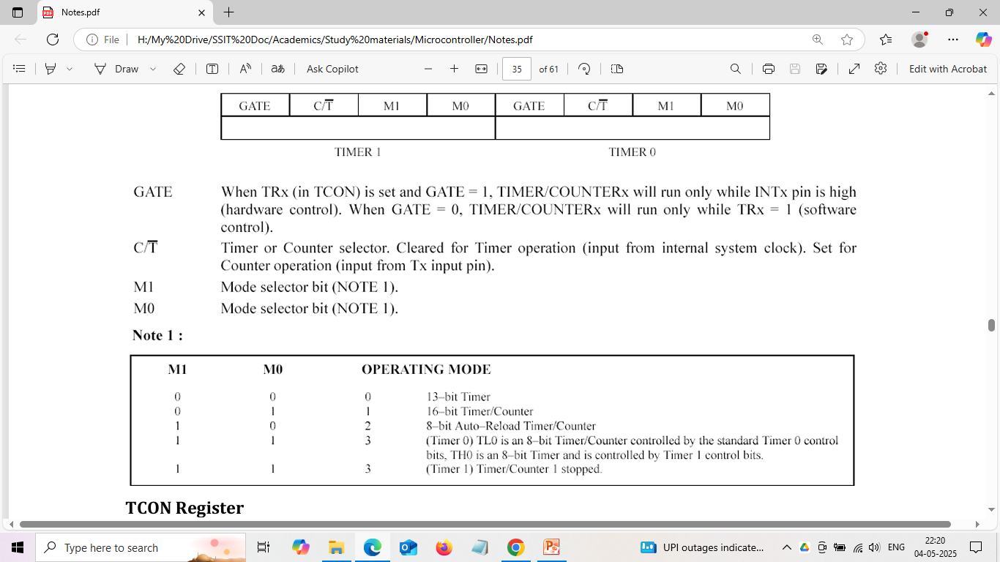 Notes.pdf
File
H:/My%20Drive/SSIT%20Doc/Academics/Study%20materials/Microcontroller/Notes.pdf
Draw
Ask Copilot
35
of 61
Edit with Acrobat
GATE C/T̅ M1 M0 GATE C/T̅ M1 M0
TIMER 1 TIMER 0
GATE When TRx (in TCON) is set and GATE = 1, TIMER/COUNTERx will run only while INTx pin is high
(hardware control). When GATE = 0, TIMER/COUNTERx will run only while TRx = 1 (software
control).
C/T̅ Timer or Counter selector. Cleared for Timer operation (input from internal system clock). Set for
Counter operation (input from Tx input pin).
M1 Mode selector bit (NOTE 1).
M0 Mode selector bit (NOTE 1).
Note 1 :
M1 M0 OPERATING MODE
0 0 0 13–bit Timer
0 1 1 16–bit Timer/Counter
1 0 2 8–bit Auto–Reload Timer/Counter
1 1 3 (Timer 0) TL0 is an 8–bit Timer/Counter controlled by the standard Timer 0 control
bits, TH0 is an 8–bit Timer and is controlled by Timer 1 control bits.
1 1 3 (Timer 1) Timer/Counter 1 stopped.
TCON Register
Type here to search
UPI outages indicate...
ENG
22:20
04-05-2025